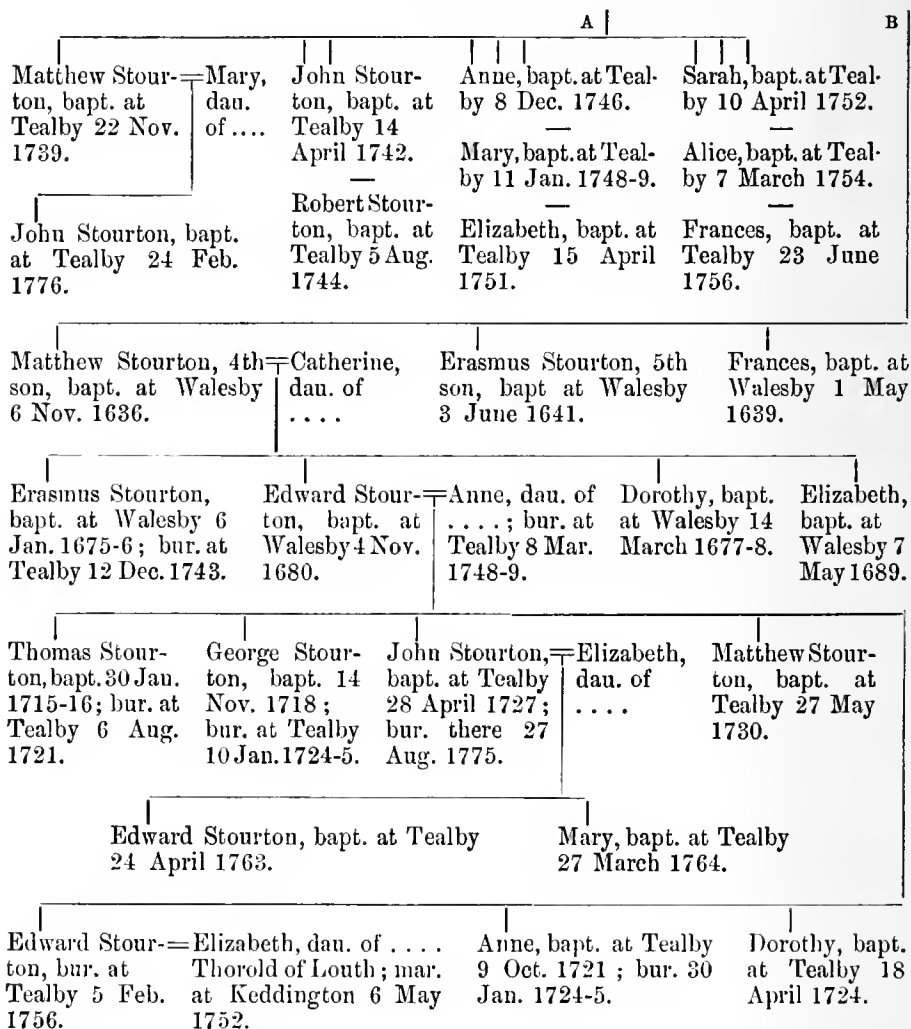 A B
Matthew Stour-
ton, bapt. at
Tealby 22 Nov.
1739.
Mary,
dau.
of ....
John Stour-
ton, bapt. at
Tealby 14
April 1742.
—
Robert Stour-
ton, bapt. at
Tealby 5 Aug.
1744.
Anne, bapt. at Teal-
by 8 Dec. 1746.
—
Mary, bapt. at Teal-
by 11 Jan. 1748-9.
—
Elizabeth, bapt. at
Tealby 15 April
1751.
Sarah, bapt. at Teal-
by 10 April 1752.
—
Alice, bapt. at Teal-
by 7 March 1754.
—
Frances, bapt. at
Tealby 23 June
1756.
John Stourton, bapt.
at Tealby 24 Feb.
1776.
Matthew Stourton, 4th
son, bapt. at Walesby
6 Nov. 1636.
Catherine,
dau. of
. . . .
Erasmus Stourton, 5th
son, bapt at Walesby
3 June 1641.
Frances, bapt. at
Walesby 1 May
1639.
Erasmus Stourton,
bapt. at Walesby 6
Jan. 1675-6; bur. at
Tealby 12 Dec. 1743.
Edward Stour-
ton, bapt. at
Walesby 4 Nov.
1680.
Anne, dau. of
. . . . ; bur. at
Tealby 8 Mar.
1748-9.
Dorothy, bapt.
at Walesby 14
March 1677-8.
Elizabeth,
bapt. at
Walesby 7
May 1689.
Thomas Stour-
ton, bapt. 30 Jan.
1715-16; bur. at
Tealby 6 Aug.
1721.
George Stour-
ton, bapt. 14
Nov. 1718;
bur. at Tealby
10 Jan. 1724-5.
John Stourton,
bapt. at Tealby
28 April 1727;
bur. there 27
Aug. 1775.
Elizabeth,
dau. of
. . . .
Matthew Stour-
ton, bapt. at
Tealby 27 May
1730.
Edward Stourton, bapt. at Tealby
24 April 1763.
Mary, bapt. at Tealby
27 March 1764.
Edward Stour-
ton, bur. at
Tealby 5 Feb.
1756.
Elizabeth, dau. of . . . .
Thorold of Louth; mar.
at Keddington 6 May
1752.
Anne, bapt. at Tealby
9 Oct. 1721; bur. 30
Jan. 1724-5.
Dorothy, bapt.
at Tealby 18
April 1724.